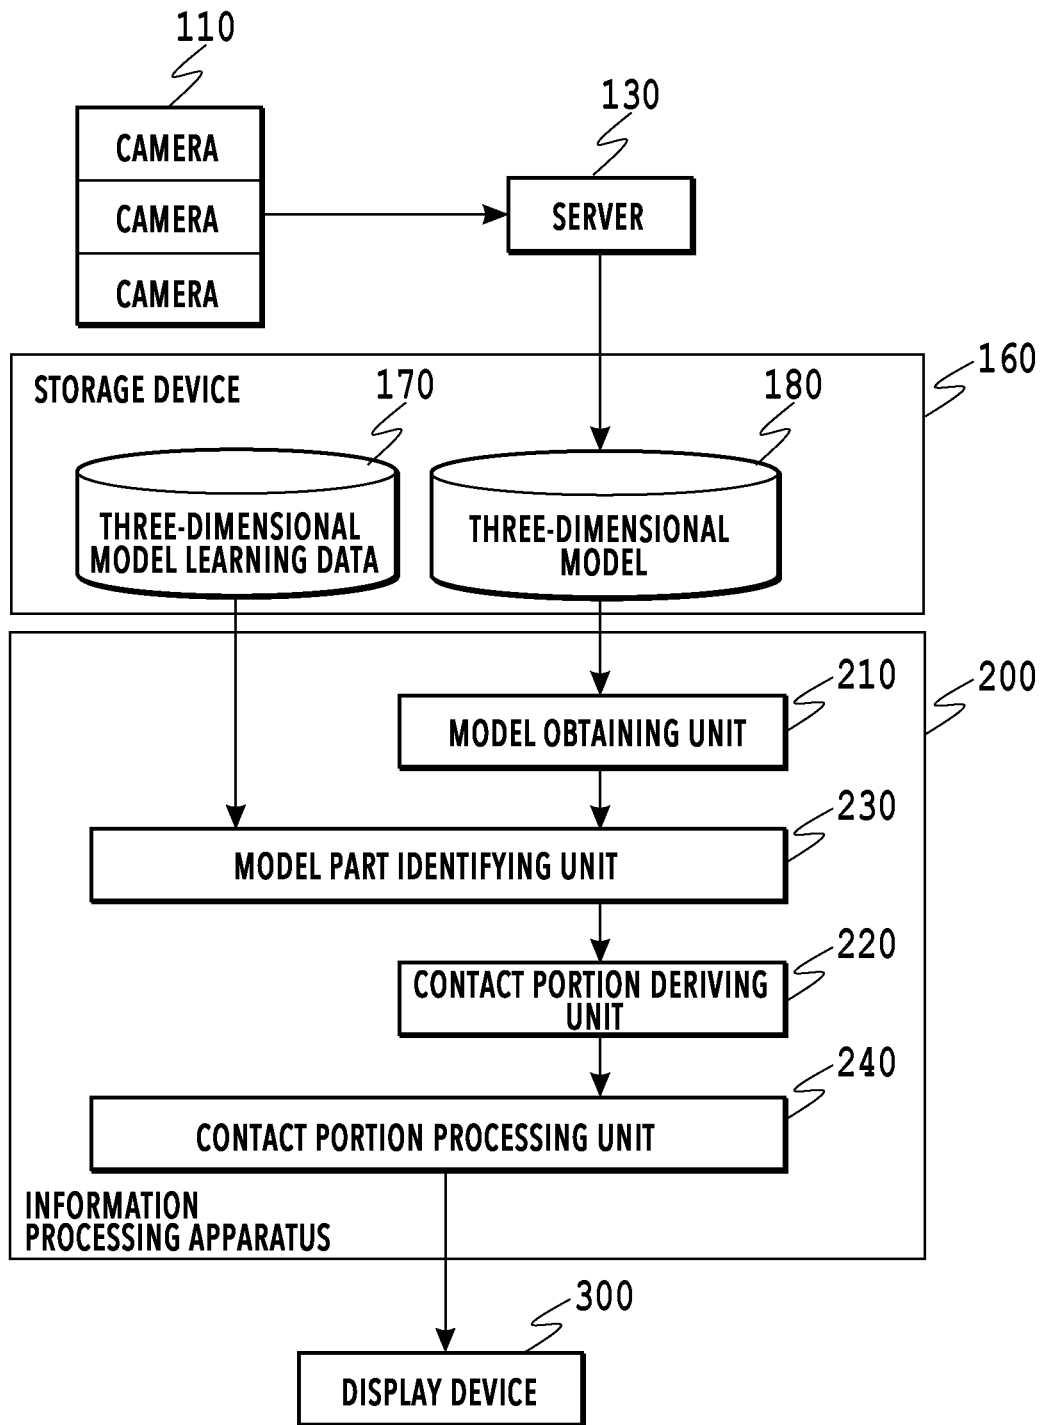 110
CAMERA
CAMERA
CAMERA
130
SERVER
160
STORAGE DEVICE
170
THREE-DIMENSIONAL
MODEL LEARNING DATA
180
THREE-DIMENSIONAL
MODEL
200
210
MODEL OBTAINING UNIT
230
MODEL PART IDENTIFYING UNIT
220
CONTACT PORTION DERIVING
UNIT
240
CONTACT PORTION PROCESSING UNIT
INFORMATION
PROCESSING APPARATUS
300
DISPLAY DEVICE